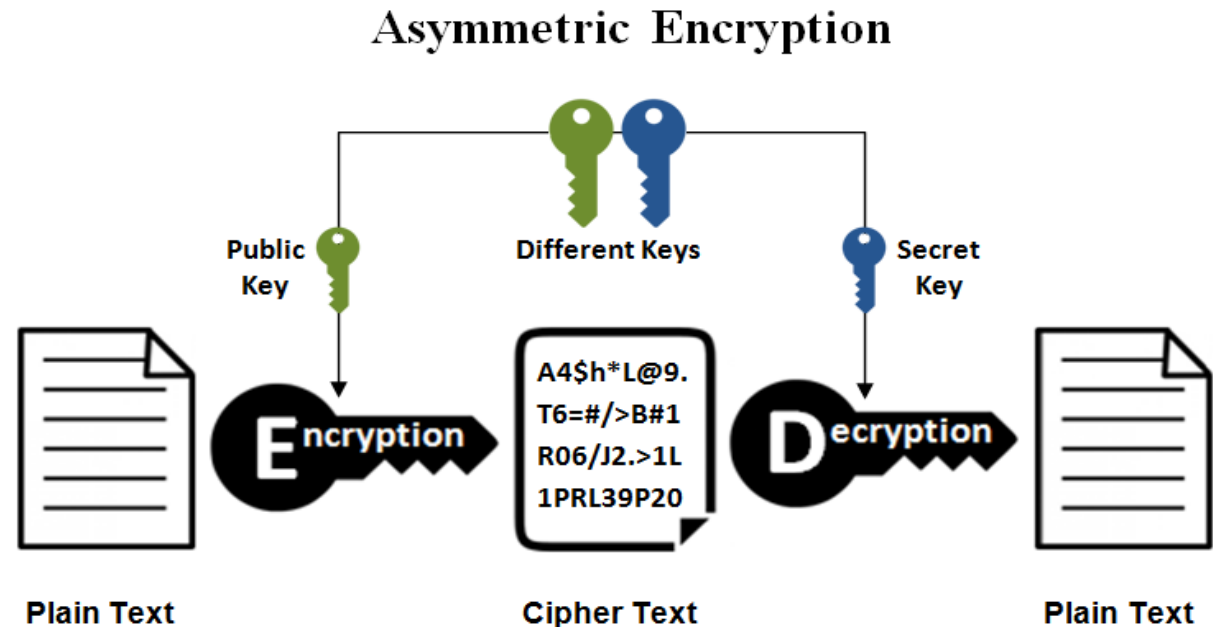 Asymmetric Encryption
Public
Key
Different Keys
Secret
Key
Encryption
A4$h*L@9.
T6=#/>B#1
R06/J2.>1L
1PRL39P20
Decryption
Plain Text
Cipher Text
Plain Text